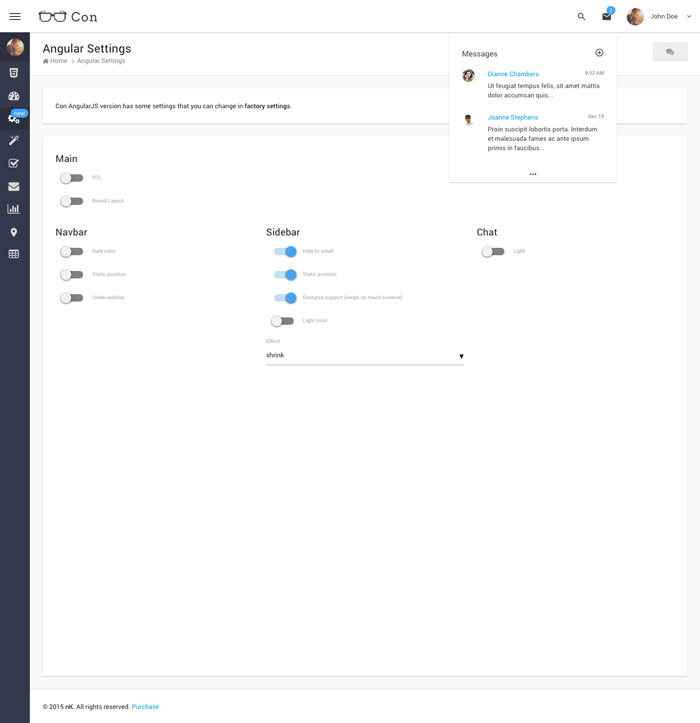 Con
2
John Doe
Angular Settings
Home > Angular Settings
new
Messages
Dianne Chambers 9:02 AM
Ut feugiat tempus felis, sit amet mattis
dolor accumsan quis...
Joanne Stephens Dec 19
Proin suscipit lobortis porta. Interdum
et malesuada fames ac ante ipsum
primis in faucibus...
...
Con AngularJS version has some settings that you can change in factory settings.
Main
RTL
Boxed Layout
Navbar
Dark color
Static position
Under sidebar
Sidebar
Hide to small
Static position
Gestures support (swipe on touch screens)
Light color
Effect
shrink
Chat
Light
© 2015 nK. All rights reserved. Purchase